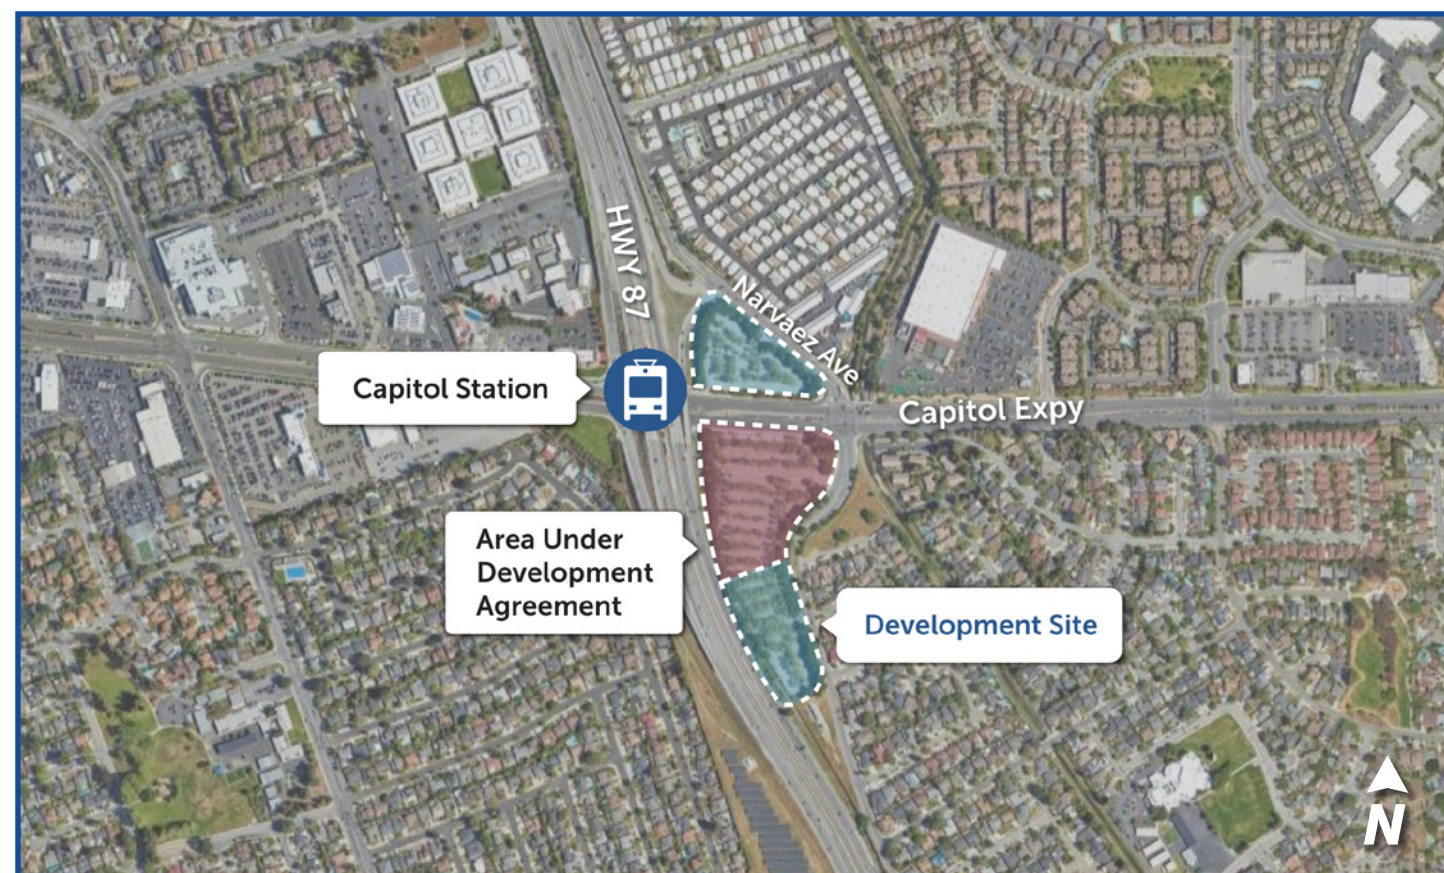 HWY 87
Narvaez Ave
Capitol Station
Capitol Expy
Area Under
Development
Agreement
Development Site
N